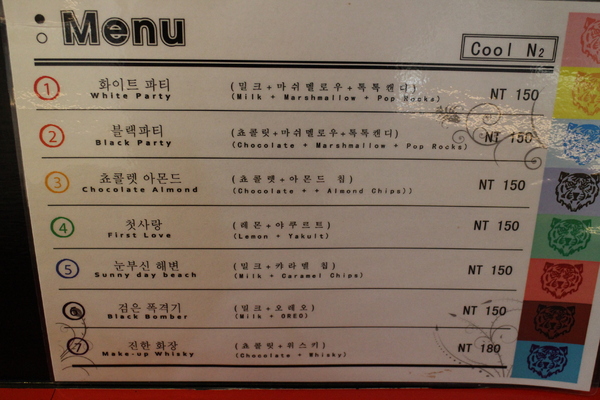 Menu
Cool N2
1 화이트 파티 (밀크+마쉬멜로우+톡톡캔디) NT 150
White Party (Milk + Marshmallow + Pop Rocks)
2 블랙파티 (쵸콜릿+마쉬멜로우+톡톡캔디) NT 150
Black Party (Chocolate + Marshmallow + Pop Rocks)
3 쵸콜렛 아몬드 (쵸콜랫+아몬드 칩) NT 150
Chocolate Almond (Chocolate + + Almond Chips))
4 첫사랑 (레몬+야쿠르트) NT 150
First Love (Lemon + Yakult)
5 눈부신 해변 (밀크+캬라멜 칩) NT 150
Sunny day beach (Milk + Caramel Chips)
6 검은 폭격기 (밀크+오레오) NT 150
Black Bomber (Milk + OREO)
7 진한 화장 (쵸콜릿+위스키) NT 180
Make-up Whisky (Chocolate + Whisky)